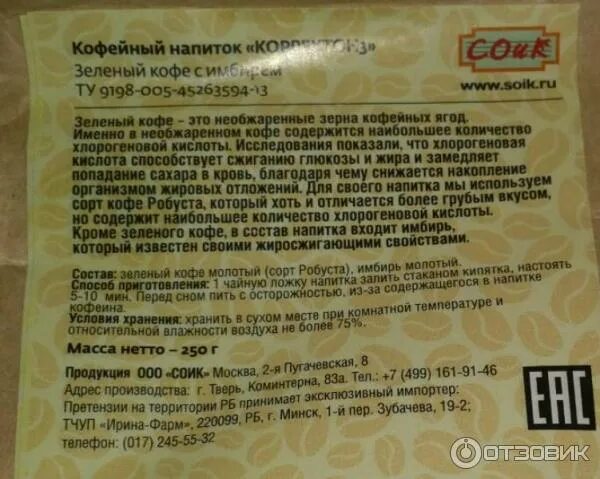 Кофейный напиток «КОРРЕКТОН3»
СОиК
Зеленый кофе с имбирем
ТУ 9198-005-45263594-13
www.soik.ru
Зеленый кофе - это необжаренные зерна кофейных ягод.
Именно в необжаренном кофе содержится наибольшее количество
хлорогеновой кислоты. Исследования показали, что хлорогеновая
кислота способствует сжиганию глюкозы и жира и замедляет
попадание сахара в кровь, благодаря чему снижается накопление
организмом жировых отложений. Для своего напитка мы используем
сорт кофе Робуста, который хоть и отличается более грубым вкусом,
но содержит наибольшее количество хлорогеновой кислоты.
Кроме зеленого кофе, в состав напитка входит имбирь,
который известен своими жиросжигающими свойствами.
Состав: зеленый кофе молотый (сорт Робуста), имбирь молотый.
Способ приготовления: 1 чайную ложку напитка залить стаканом кипятка, настоять
5-10 мин. Перед сном пить с осторожностью, из-за содержащегося в напитке
кофеина.
Условия хранения: хранить в сухом месте при комнатной температуре и
относительной влажности воздуха не более 75%.
Масса нетто – 250 г
Продукция ООО «СОИК» Москва, 2-я Пугачевская, 8
Адрес производства: г. Тверь, Коминтерна, 83а. Тел.: +7 (499) 161-91-46
Претензии на территории РБ принимает эксклюзивный импортер:
ТЧУП «Ирина-Фарм», 220099, РБ, г. Минск, 1-й пер. Зубачева, 19-2;
телефон: (017) 245-55-32
ЕАС
ОТЗОВИК